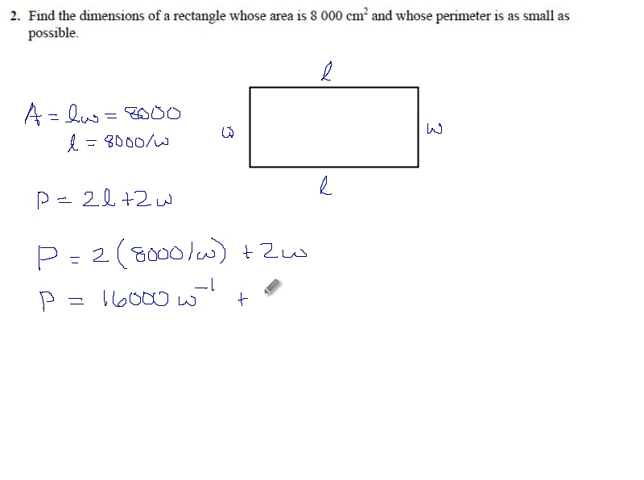 2. Find the dimensions of a rectangle whose area is 8 000 cm² and whose perimeter is as small as
possible.
l
A = lw = 8000
l = 8000/w
w
w
l
P = 2l + 2w
P = 2(8000/w) + 2w
P = 16000 w⁻¹ +